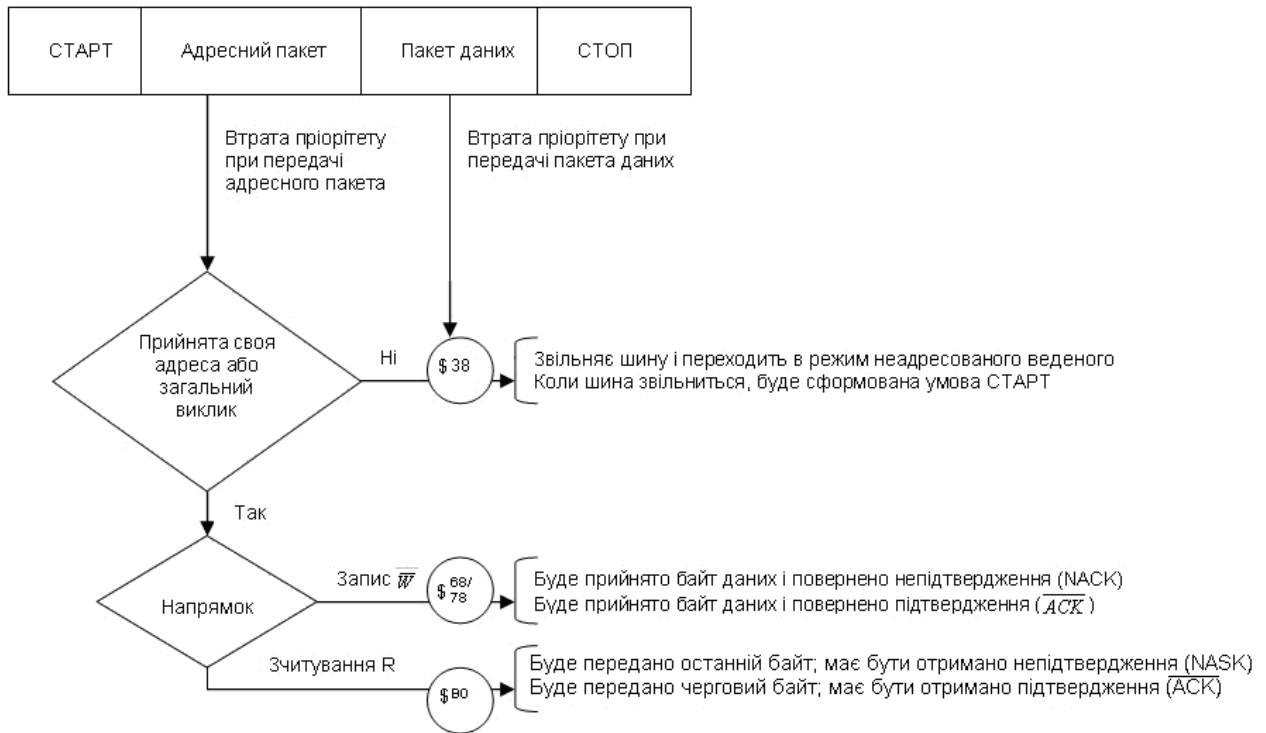 СТАРТ
Адресний пакет
Пакет даних
СТОП
Втрата пріорітету
при передачі
адресного пакета
Втрата пріорітету при
передачі пакета даних
Прийнята своя
адреса або
загальний
виклик
Ні
$ 38
Звільняє шину і переходить в режим неадресованого веденого
Коли шина звільниться, буде сформована умова СТАРТ
Так
Напрямок
Запис W̅
$ 68/
78
Буде прийнято байт даних і повернено непідтвердження (NACK)
Буде прийнято байт даних і повернено підтвердження (A̅C̅K̅)
Зчитування R
$ B0
Буде передано останній байт; має бути отримано непідтвердження (NASK)
Буде передано черговий байт; має бути отримано підтвердження (A̅C̅K̅)